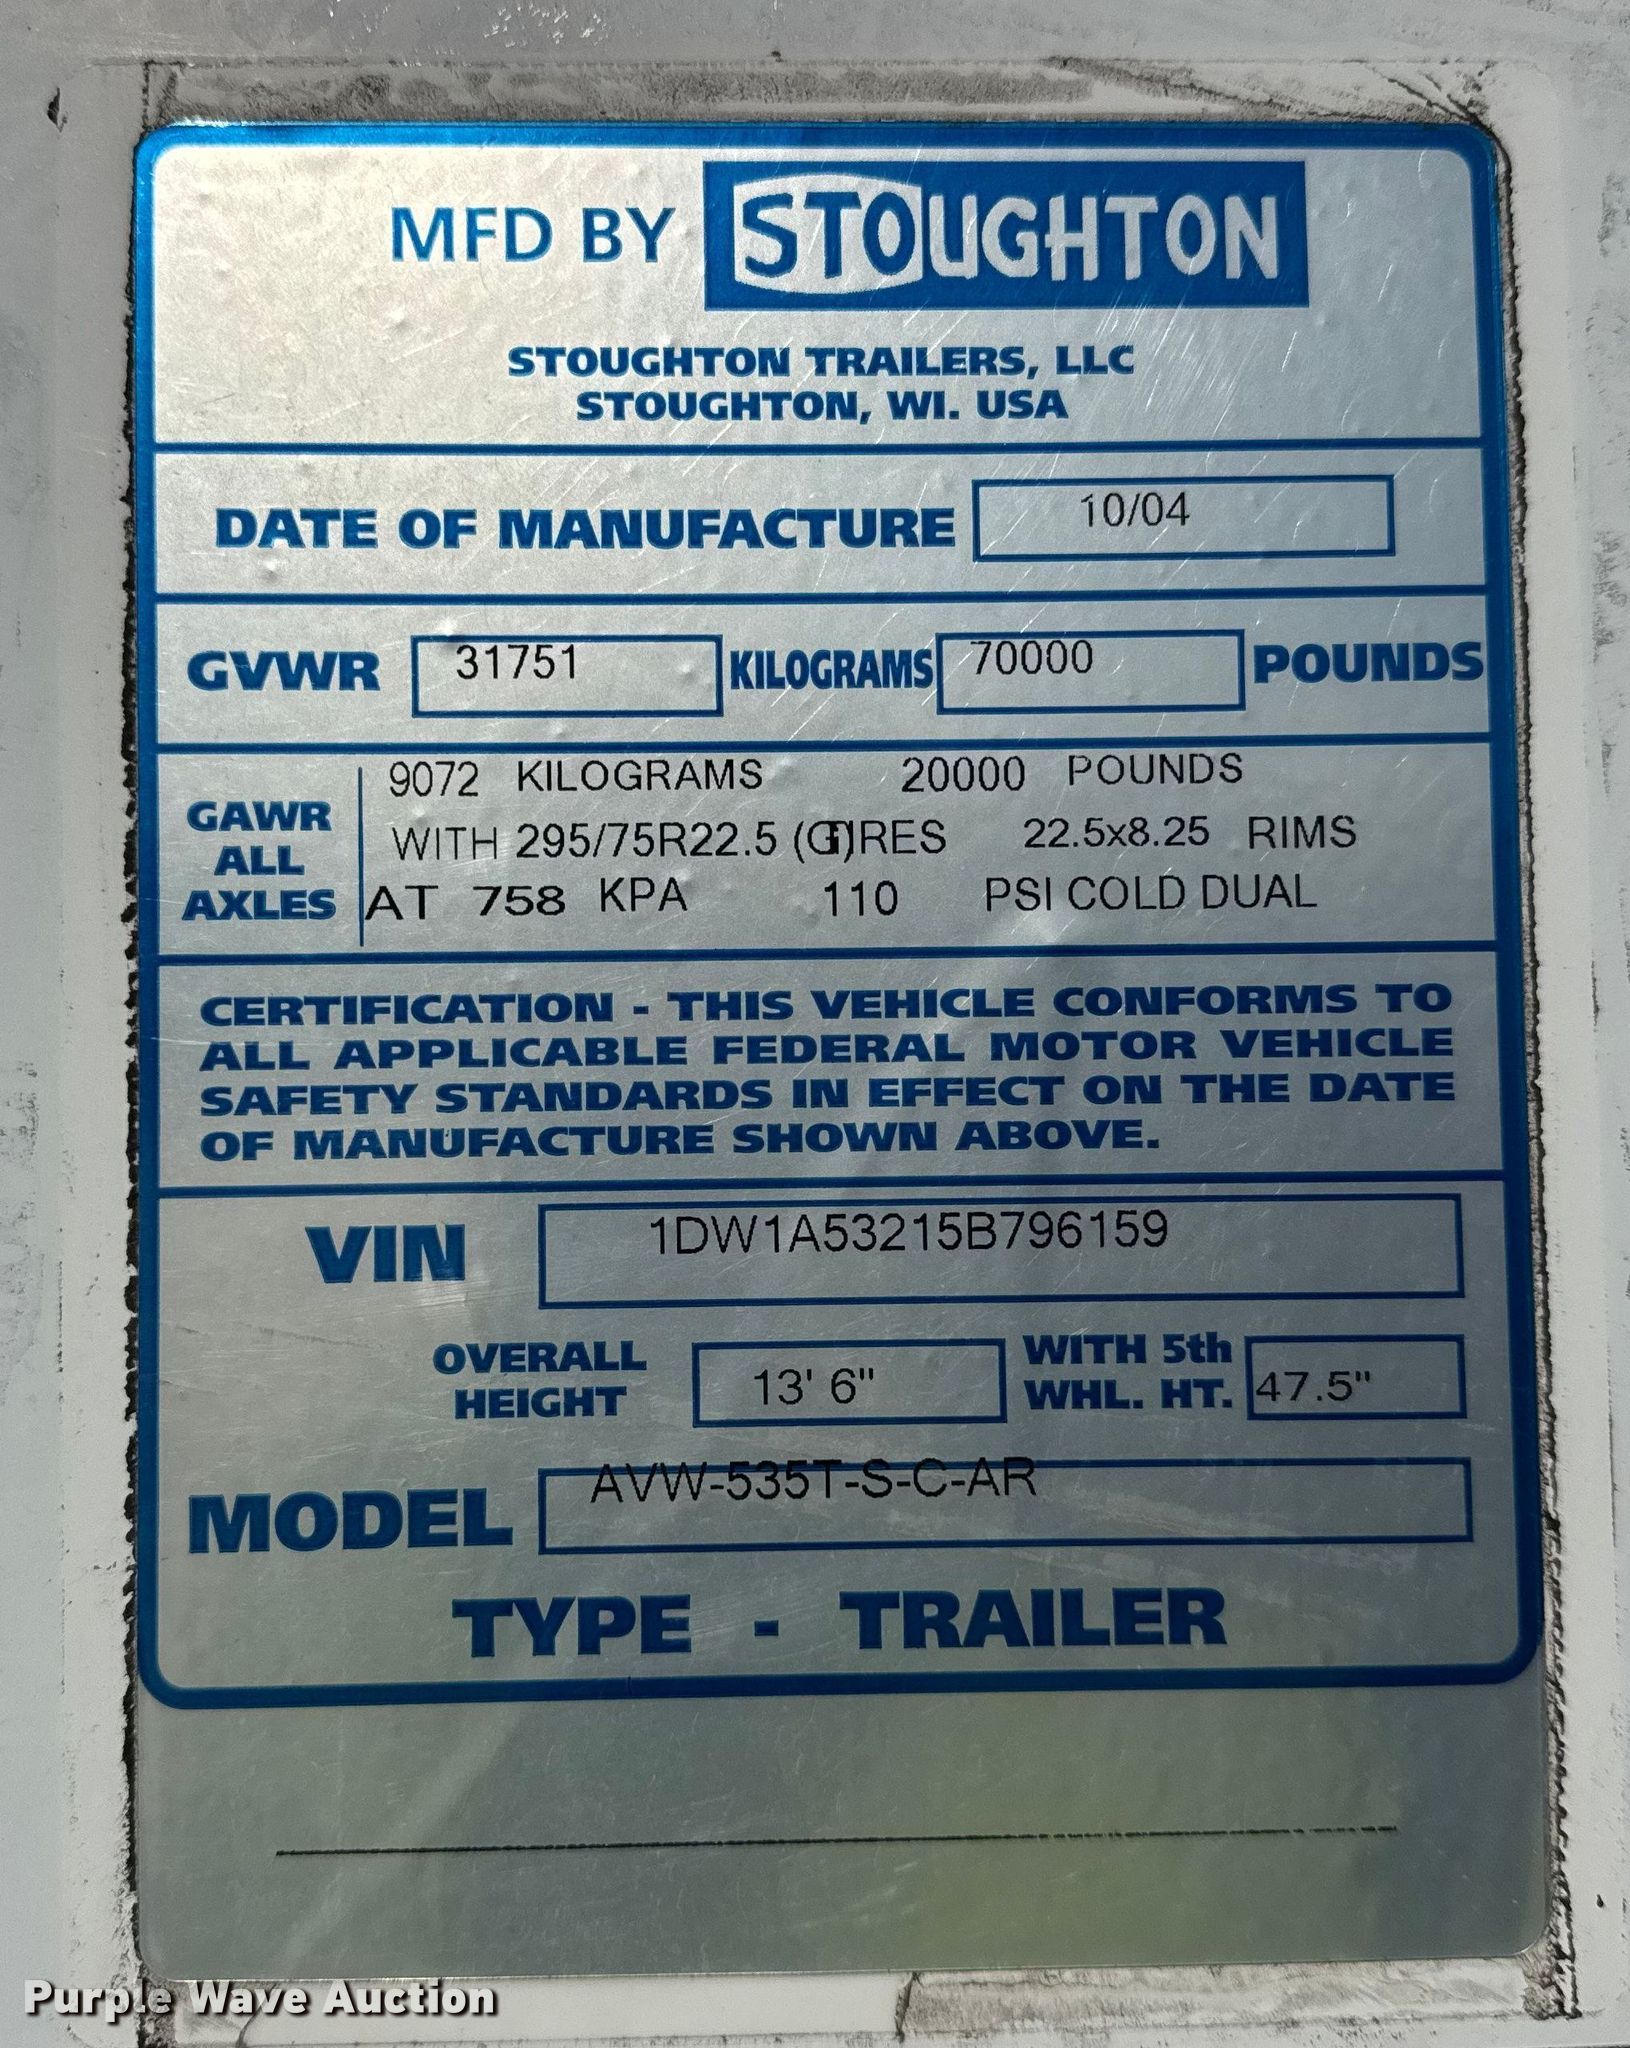 MFD BY STOUGHTON
STOUGHTON TRAILERS, LLC
STOUGHTON, WI. USA
DATE OF MANUFACTURE 10/04
GVWR 31751 KILOGRAMS 70000 POUNDS
GAWR ALL AXLES
9072 KILOGRAMS 20000 POUNDS
WITH 295/75R22.5 (G)TIRES 22.5x8.25 RIMS
AT 758 KPA 110 PSI COLD DUAL
CERTIFICATION - THIS VEHICLE CONFORMS TO
ALL APPLICABLE FEDERAL MOTOR VEHICLE
SAFETY STANDARDS IN EFFECT ON THE DATE
OF MANUFACTURE SHOWN ABOVE.
VIN 1DW1A53215B796159
OVERALL HEIGHT 13' 6" WITH 5th WHL. HT. 47.5"
MODEL AVW-535T-S-C-AR
TYPE - TRAILER
Purple Wave Auction